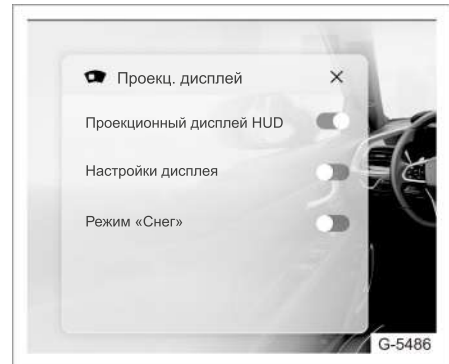 Проекц. дисплей
Проекционный дисплей HUD
Настройки дисплея
Режим «Снег»
G-5486